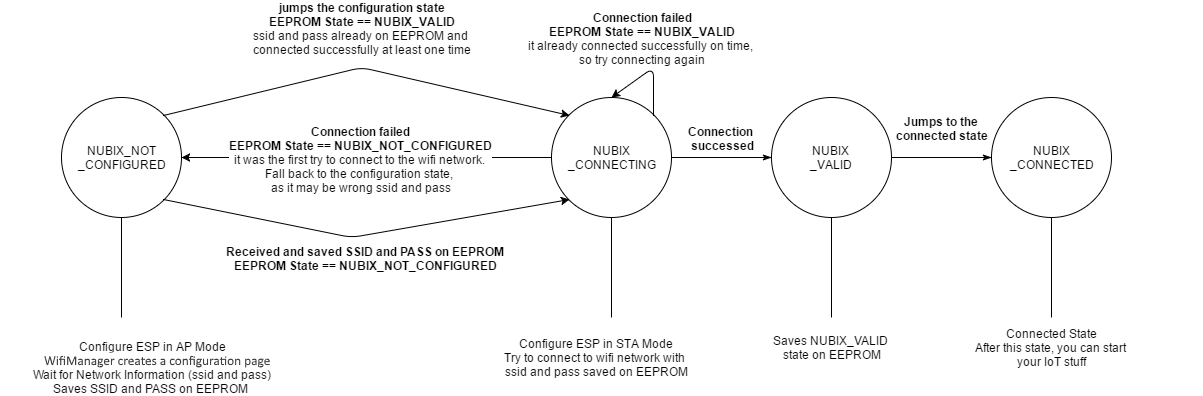 jumps the configuration state
EEPROM State == NUBIX_VALID
ssid and pass already on EEPROM and
connected successfully at least one time
Connection failed
EEPROM State == NUBIX_VALID
it already connected successfully on time,
so try connecting again
NUBIX_NOT
_CONFIGURED
Connection failed
EEPROM State == NUBIX_NOT_CONFIGURED
it was the first try to connect to the wifi network.
Fall back to the configuration state,
as it may be wrong ssid and pass
NUBIX
_CONNECTING
Connection
successed
NUBIX
_VALID
Jumps to the
connected state
NUBIX
_CONNECTED
Received and saved SSID and PASS on EEPROM
EEPROM State == NUBIX_NOT_CONFIGURED
Configure ESP in AP Mode
WifiManager creates a configuration page
Wait for Network Information (ssid and pass)
Saves SSID and PASS on EEPROM
Configure ESP in STA Mode
Try to connect to wifi network with
ssid and pass saved on EEPROM
Saves NUBIX_VALID
state on EEPROM
Connected State
After this state, you can start
your IoT stuff